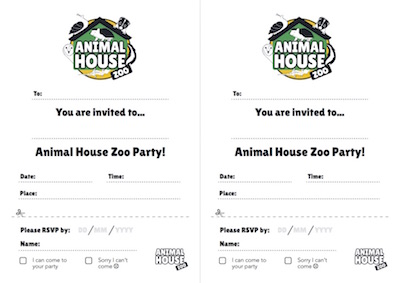 ANIMAL
HOUSE
ZOO
To:
You are invited to...
Animal House Zoo Party!
Date: Time:
Place:
Please RSVP by: DD/MM/YYYY
Name:
I can come to
your party
Sorry I can't
come ☹
ANIMAL
HOUSE
ZOO
ANIMAL
HOUSE
ZOO
To:
You are invited to...
Animal House Zoo Party!
Date: Time:
Place:
Please RSVP by: DD/MM/YYYY
Name:
I can come to
your party
Sorry I can't
come ☹
ANIMAL
HOUSE
ZOO